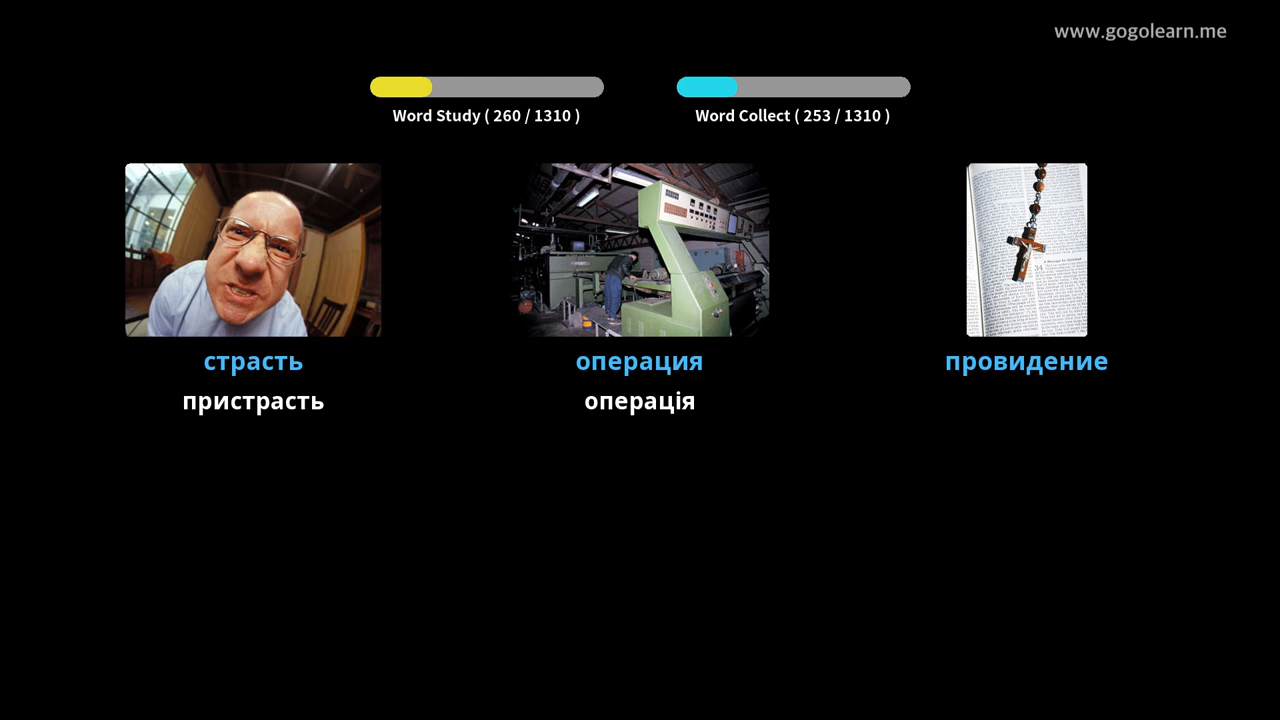 www.gogolearn.me
Word Study ( 260 / 1310 )
Word Collect ( 253 / 1310 )
страсть
операция
провидение
пристрасть
операція